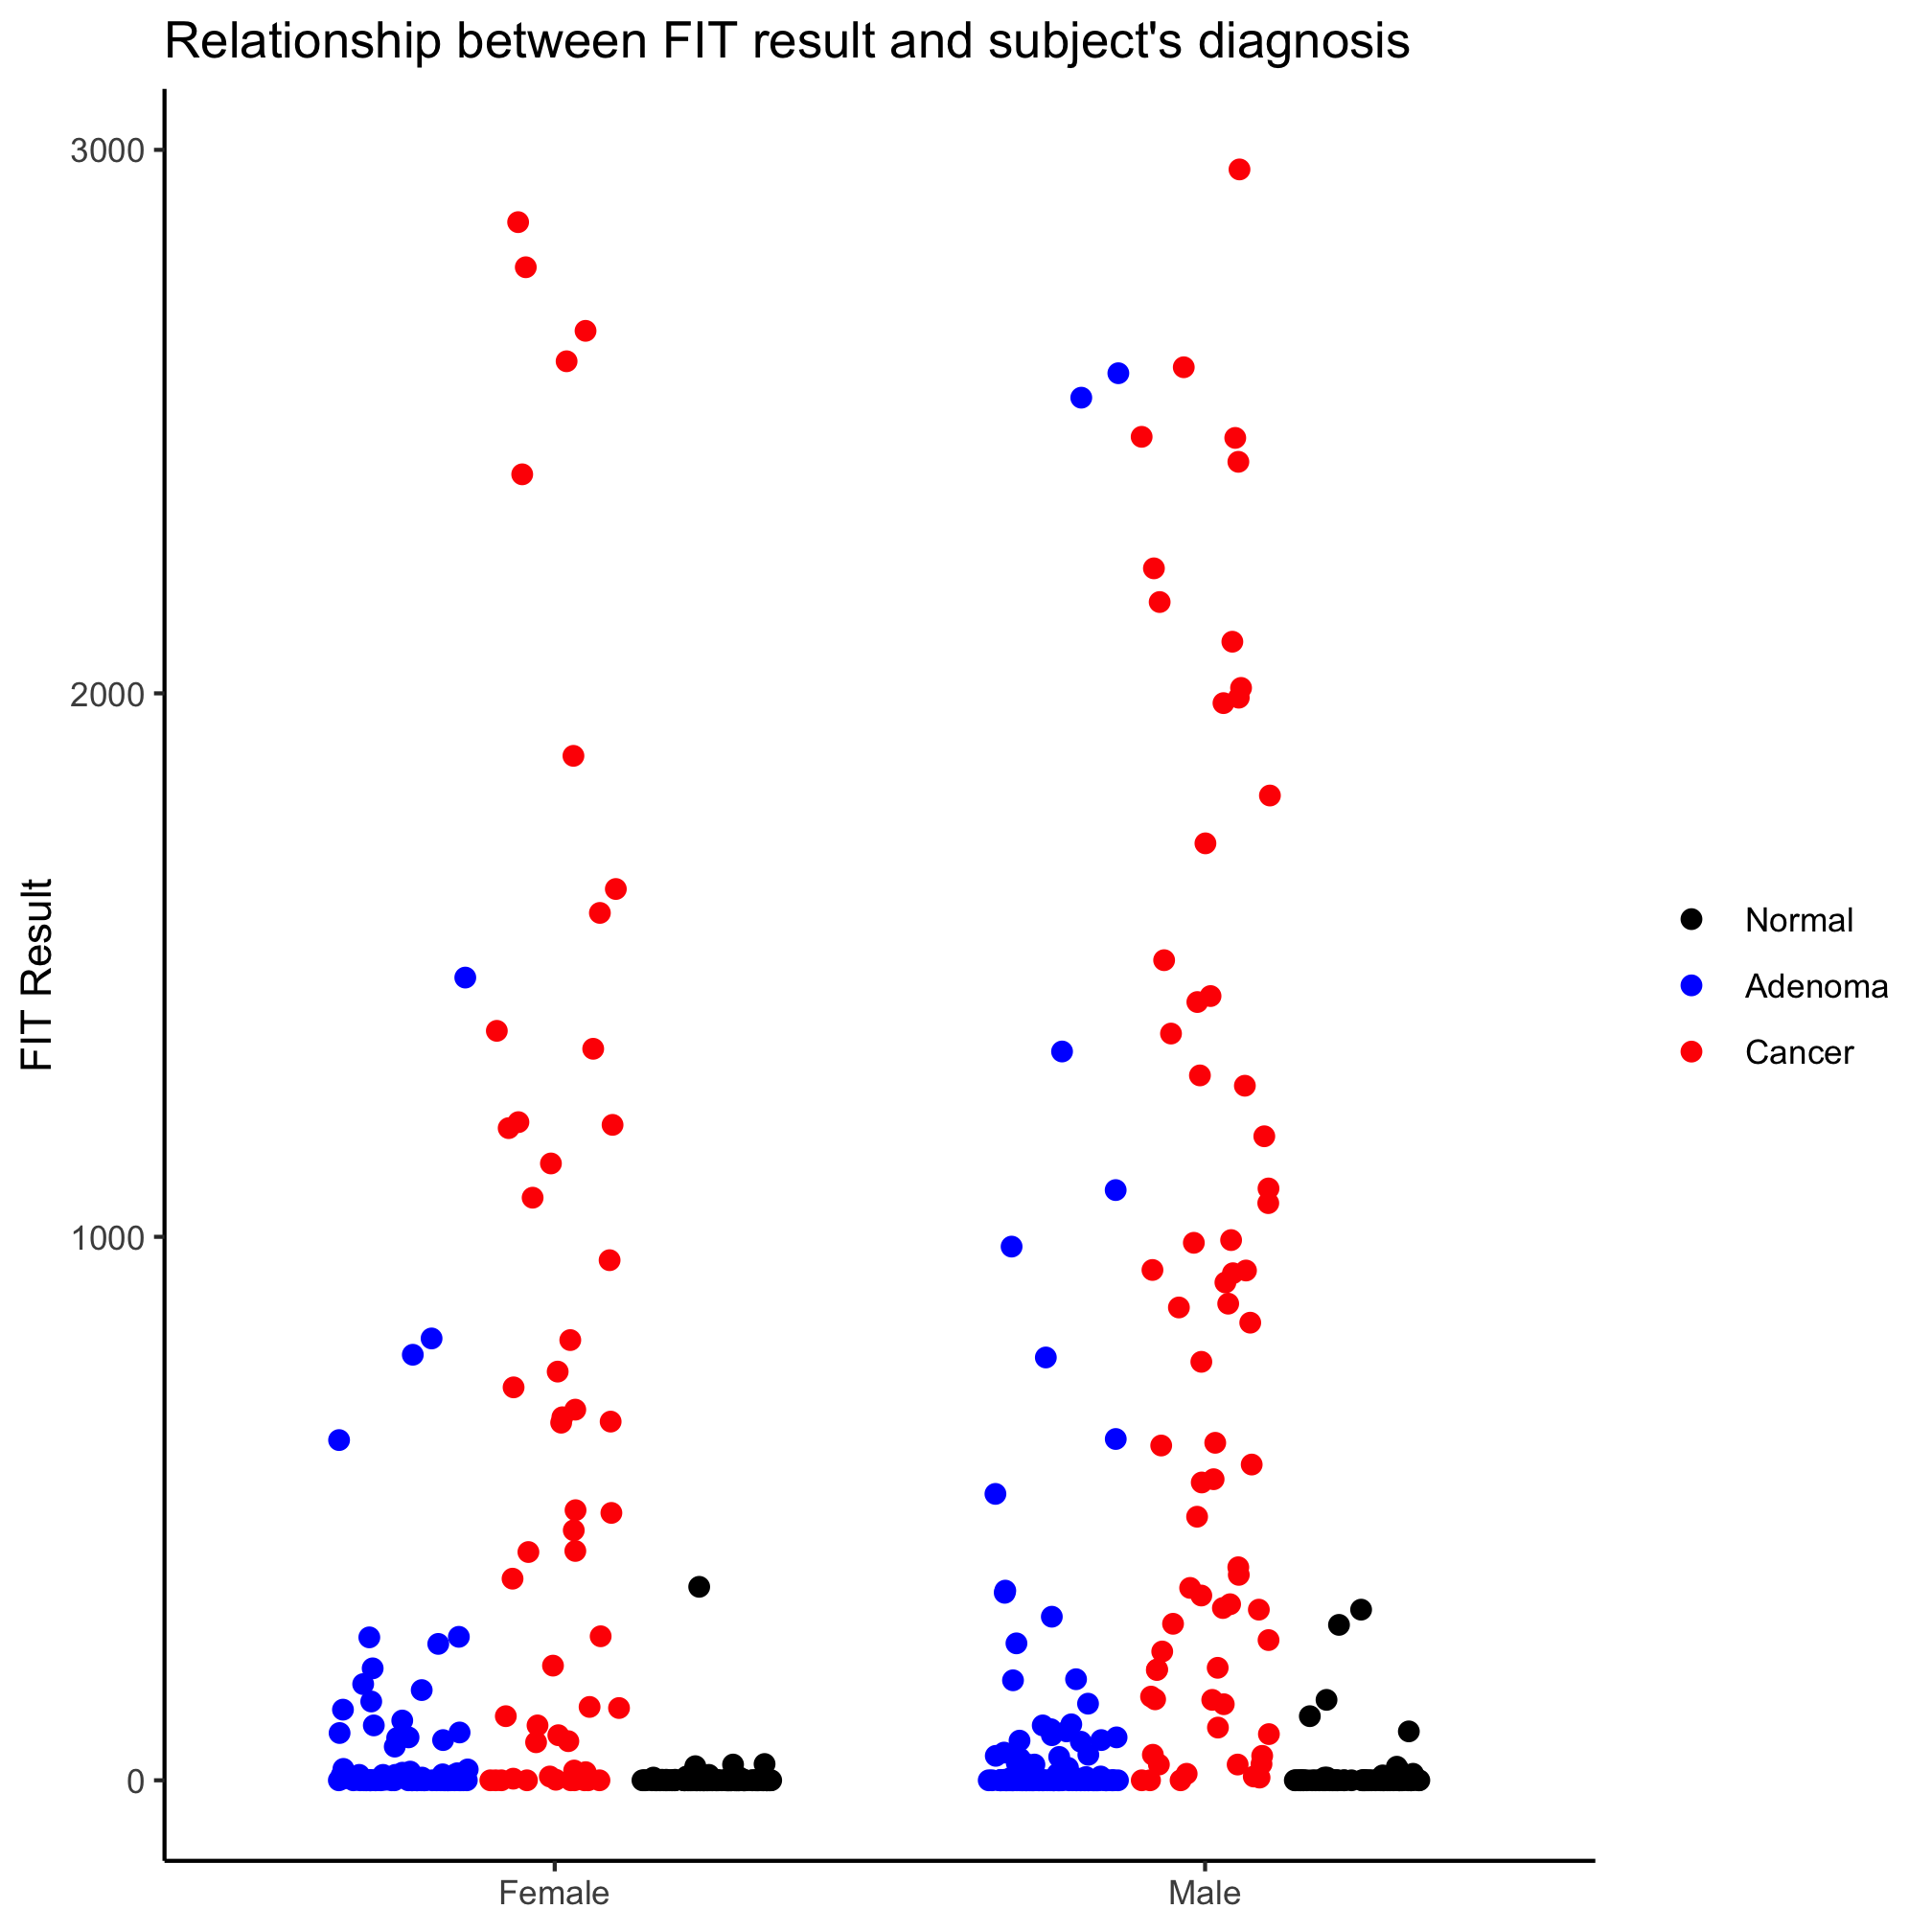 Relationship between FIT result and subject's diagnosis
3000
2000
1000
0
FIT Result
Female
Male
Normal
Adenoma
Cancer